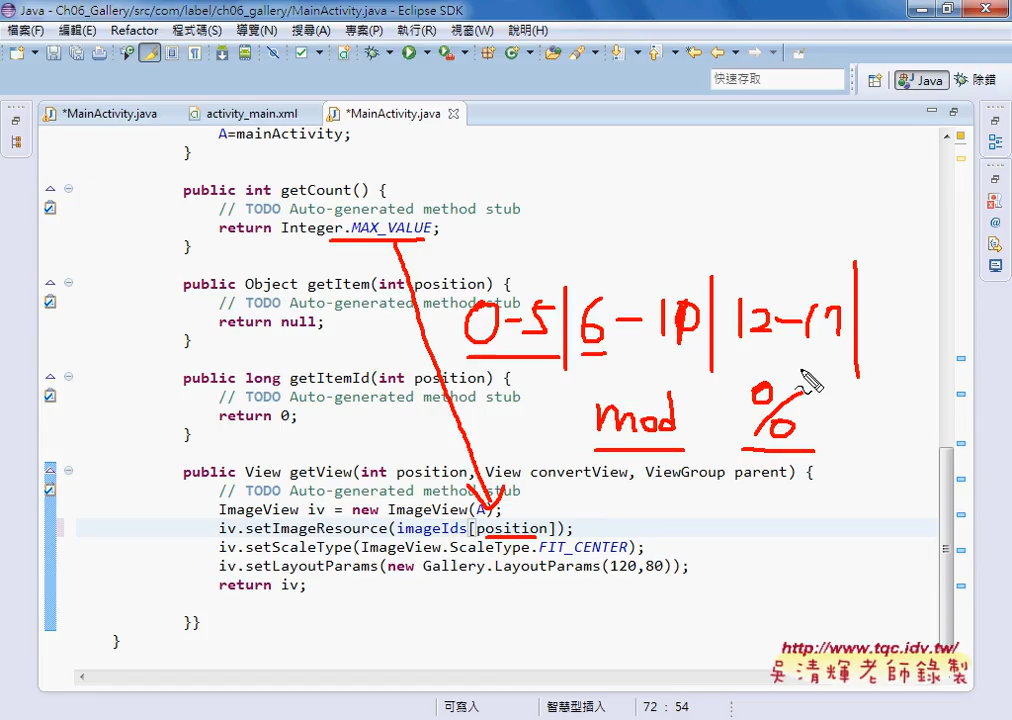 Java - Ch06_Gallery/src/com/label/ch06_gallery/MainActivity.java - Eclipse SDK
檔案(F) 編輯(E) Refactor 程式碼(S) 導覽(N) 搜尋(A) 專案(P) 執行(R) 視窗(W) 說明(H)
快速存取
Java
除錯
*MainActivity.java
activity_main.xml
*MainActivity.java
A=mainActivity;
}
public int getCount() {
// TODO Auto-generated method stub
return Integer.MAX_VALUE;
}
public Object getItem(int position) {
// TODO Auto-generated method stub
return null;
}
0-5 | 6-11 | 12-17 |
public long getItemId(int position) {
// TODO Auto-generated method stub
return 0;
}
mod %
public View getView(int position, View convertView, ViewGroup parent) {
// TODO Auto-generated method stub
ImageView iv = new ImageView(A);
iv.setImageResource(imageIds[position]);
iv.setScaleType(ImageView.ScaleType.FIT_CENTER);
iv.setLayoutParams(new Gallery.LayoutParams(120,80));
return iv;
}}
}
http://www.tqc.idv.tw/
吳清輝老師錄製
可寫入
智慧型插入
72 : 54